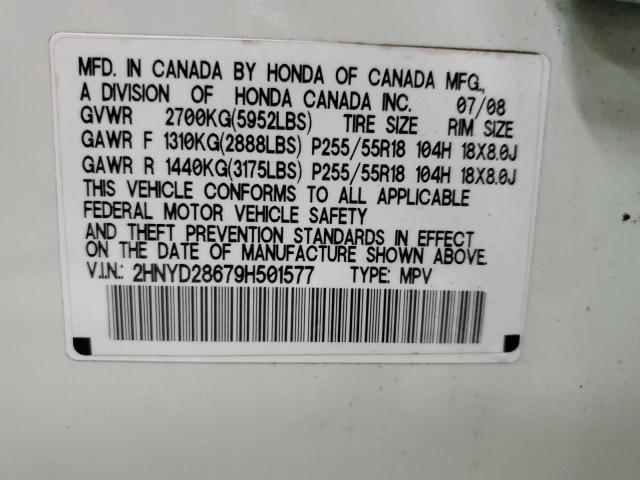 MFD. IN CANADA BY HONDA OF CANADA MFG.,
A DIVISION OF HONDA CANADA INC. 07/08
GVWR 2700KG(5952LBS) TIRE SIZE RIM SIZE
GAWR F 1310KG(2888LBS) P255/55R18 104H 18X8.0J
GAWR R 1440KG(3175LBS) P255/55R18 104H 18X8.0J
THIS VEHICLE CONFORMS TO ALL APPLICABLE
FEDERAL MOTOR VEHICLE SAFETY
AND THEFT PREVENTION STANDARDS IN EFFECT
ON THE DATE OF MANUFACTURE SHOWN ABOVE.
V.I.N.: 2HNYD28679H501577 TYPE: MPV